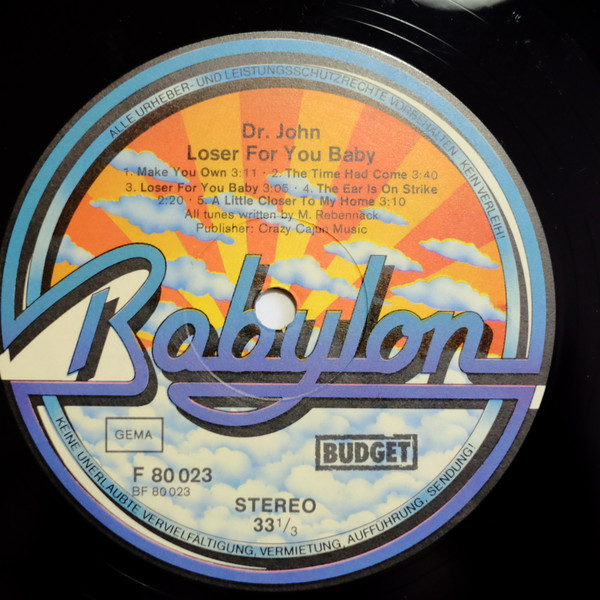 ALLE URHEBER- UND LEISTUNGSSCHUTZRECHTE VORBEHALTEN KEIN VERLEIH!
Dr. John
Loser For You Baby
1. Make You Own 3:11 · 2. The Time Had Come 3:40
3. Loser For You Baby 3:05 · 4. The Ear Is On Strike
2:20 · 5. A Little Closer To My Home 3:10
All tunes written by M. Rebennack
Publisher: Crazy Cajun Music
Babylon
GEMA
BUDGET
F 80 023
BF 80 023
STEREO
33 1/3
KEINE UNERLAUBTE VERVIELFÄLTIGUNG, VERMIETUNG, AUFFÜHRUNG, SENDUNG!